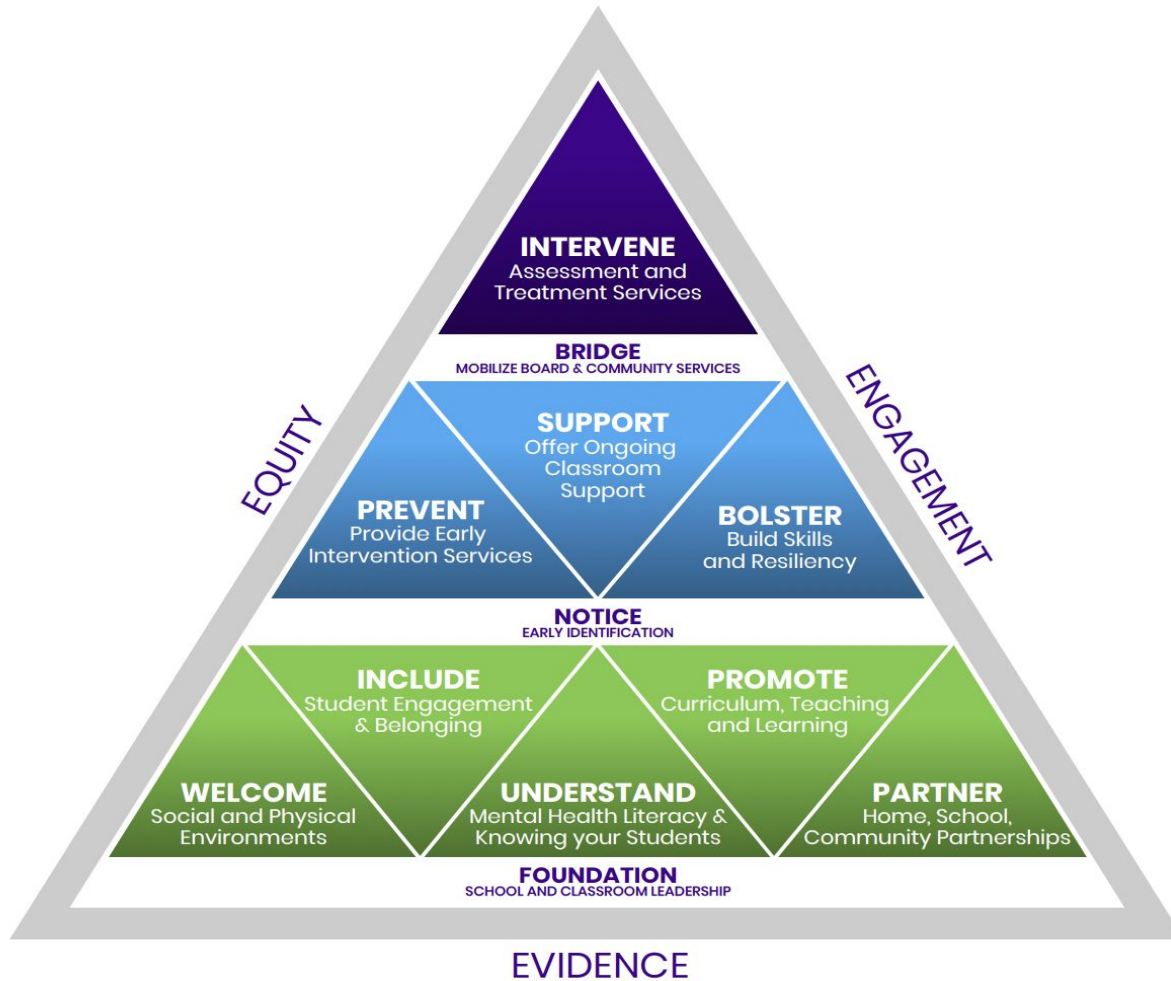 INTERVENE
Assessment and
Treatment Services
BRIDGE
MOBILIZE BOARD & COMMUNITY SERVICES
EQUITY
ENGAGEMENT
SUPPORT
Offer Ongoing
Classroom
Support
PREVENT
Provide Early
Intervention Services
BOLSTER
Build Skills
and Resiliency
NOTICE
EARLY IDENTIFICATION
INCLUDE
Student Engagement
& Belonging
PROMOTE
Curriculum, Teaching
and Learning
WELCOME
Social and Physical
Environments
UNDERSTAND
Mental Health Literacy &
Knowing your Students
PARTNER
Home, School,
Community Partnerships
FOUNDATION
SCHOOL AND CLASSROOM LEADERSHIP
EVIDENCE